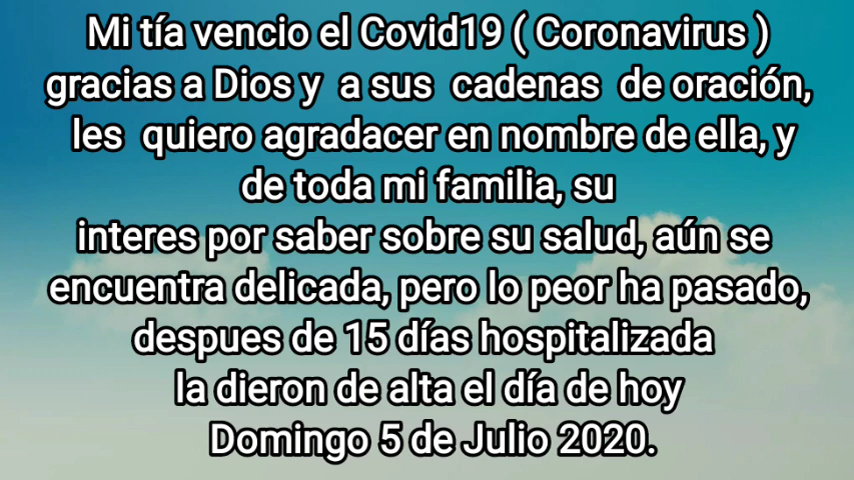 Mi tía vencio el Covid19 ( Coronavirus )
gracias a Dios y a sus cadenas de oración,
les quiero agradacer en nombre de ella, y
de toda mi familia, su
interes por saber sobre su salud, aún se
encuentra delicada, pero lo peor ha pasado,
despues de 15 días hospitalizada
la dieron de alta el día de hoy
Domingo 5 de Julio 2020.